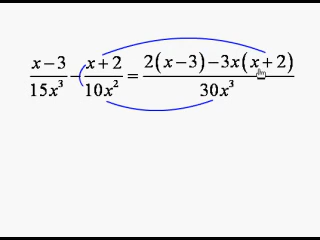 (x-3)/(15x³) - (x+2)/(10x²) = (2(x-3)-3x(x+2))/(30x³)